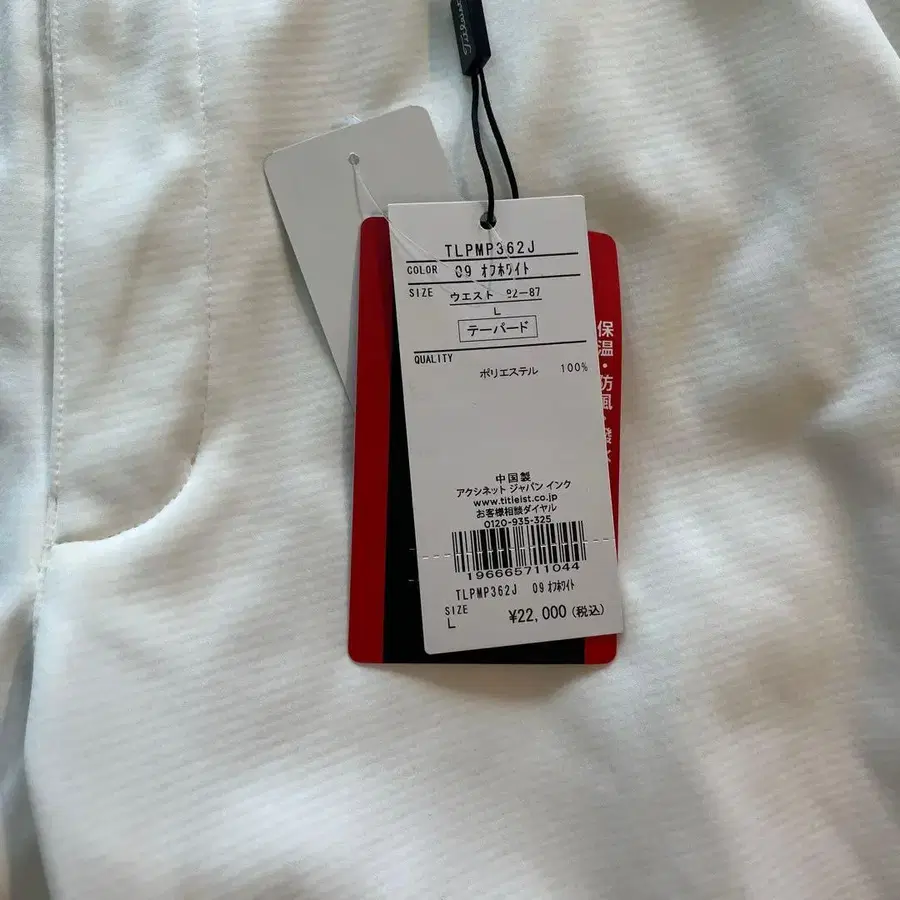 TLPMP362J
COLOR 09 オフホワイト
SIZE ウエスト 82-87
L
テーパード
QUALITY
ポリエステル 100%
中国製
アクシネット ジャパン インク
www.titleist.co.jp
お客様相談ダイヤル
0120-935-325
196665711044
TLPMP362J 09 オフホワイト
SIZE
L ¥22,000(税込)
保温・防風・撥水